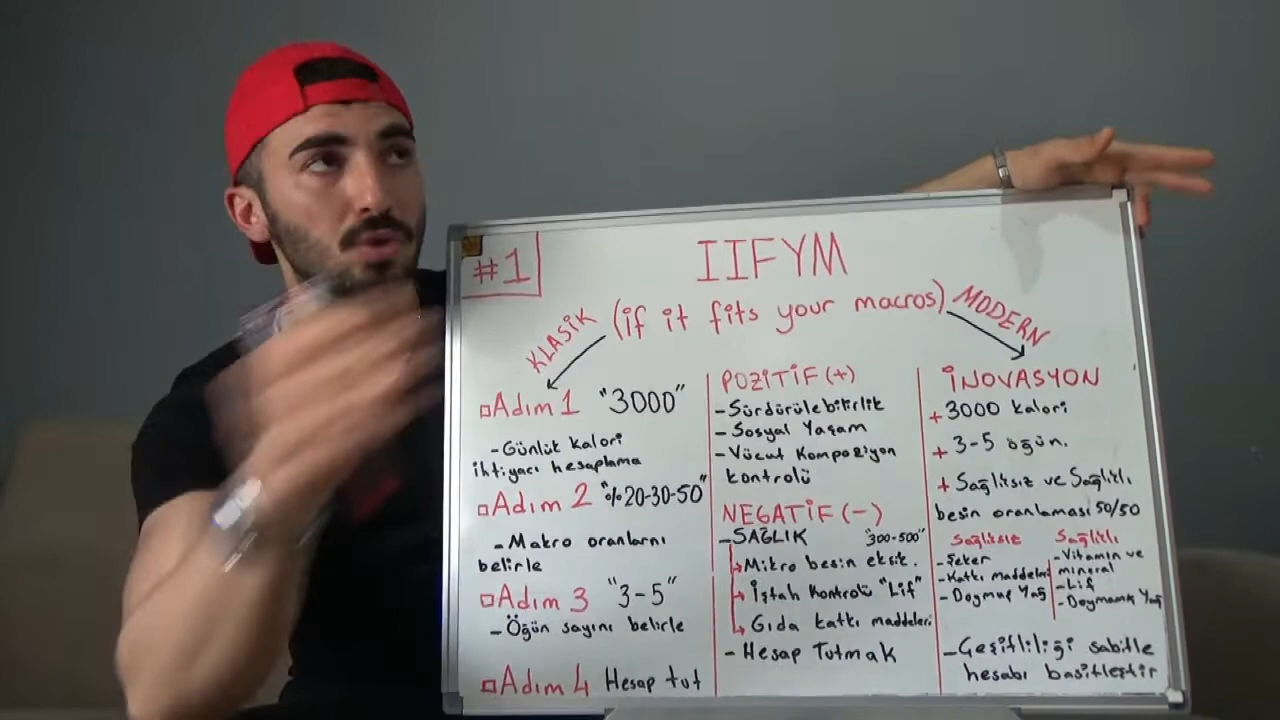 #1
IIFYM
(if it fits your macros)
KLASİK
MODERN
Adım 1 "3000"
-Günlük kalori
ihtiyacı hesaplama
Adım 2 "%20-30-50"
-Makro oranlarını
belirle
Adım 3 "3-5"
-Öğün sayını belirle
Adım 4 Hesap tut
POZİTİF (+)
-Sürdürülebilirlik
-Sosyal Yaşam
-Vücut Kompozisyon
kontrolü
NEGATİF (-)
-SAĞLIK "300-500"
Mikro besin eksik.
İştah Kontrolü "Lif"
Gıda katkı maddeleri
-Hesap Tutmak
İNOVASYON
+3000 kalori
+3-5 öğün.
+Sağlıksız ve Sağlıklı
besin oranlaması 50/50
Sağlıksız
-Şeker
-Katkı maddeleri
-Doymuş Yağ
Sağlıklı
-Vitamin ve
mineral
-Lif
-Doymamış Yağ
-Çeşitliliği sabitle
hesabı basitleştir